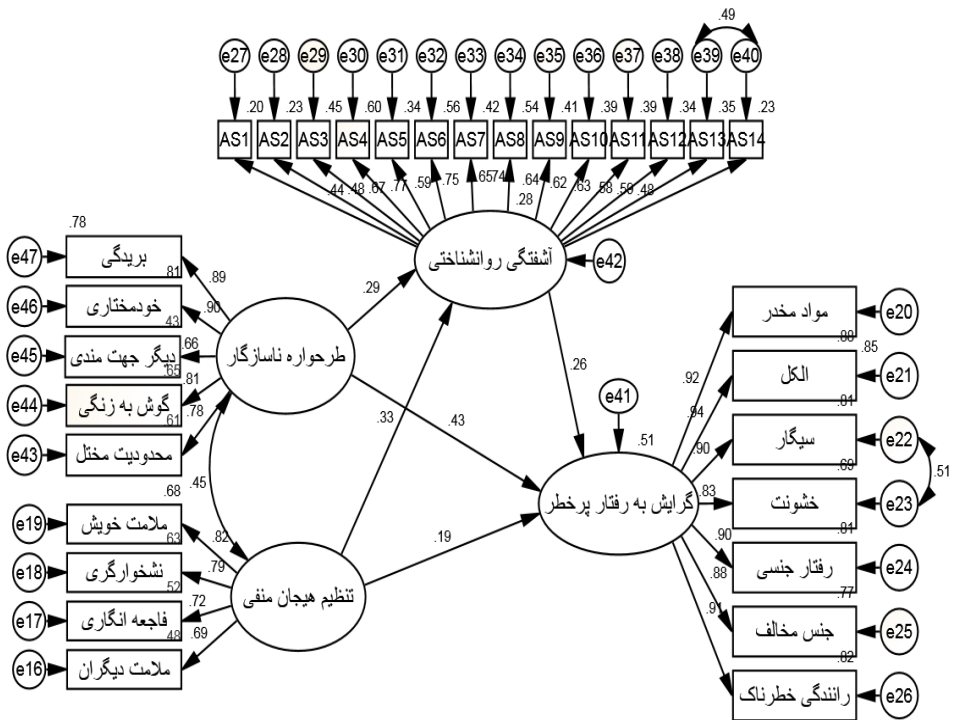 .49
e27 e28 e29 e30 e31 e32 e33 e34 e35 e36 e37 e38 e39 e40
.20 .23 .45 .60 .34 .56 .42 .54 .41 .39 .39 .34 .35 .23
AS1 AS2 AS3 AS4 AS5 AS6 AS7 AS8 AS9 AS10 AS11 AS12 AS13 AS14
.44 .48 .67 .77 .59 .75 .65 .74 .64 .62 .63 .58 .59 .48
.28
آشفتگی روانشناختی
e42
.78
e47
بریدگی
.89
.81
e46
خودمختاری
.90
.43
e45
دیگر جهت مندی
.66
.65
e44
گوش به زنگی
.81
.61
e43
محدودیت مختل
.78
طرحواره ناسازگار
.29
.33
.26
.43
.45
.19
.68
e19
ملامت خویش
.82
.63
e18
نشخوارگری
.79
.52
e17
فاجعه انگاری
.72
.48
e16
ملامت دیگران
.69
تنظیم هیجان منفی
e41
.51
گرایش به رفتار پرخطر
مواد مخدر
e20
.88
.85
.92
الکل
e21
.81
.94
سیگار
e22
.69
.90
.51
خشونت
e23
.81
.83
رفتار جنسی
e24
.77
.90
جنس مخالف
e25
.82
.88
رانندگی خطرناک
e26
.91